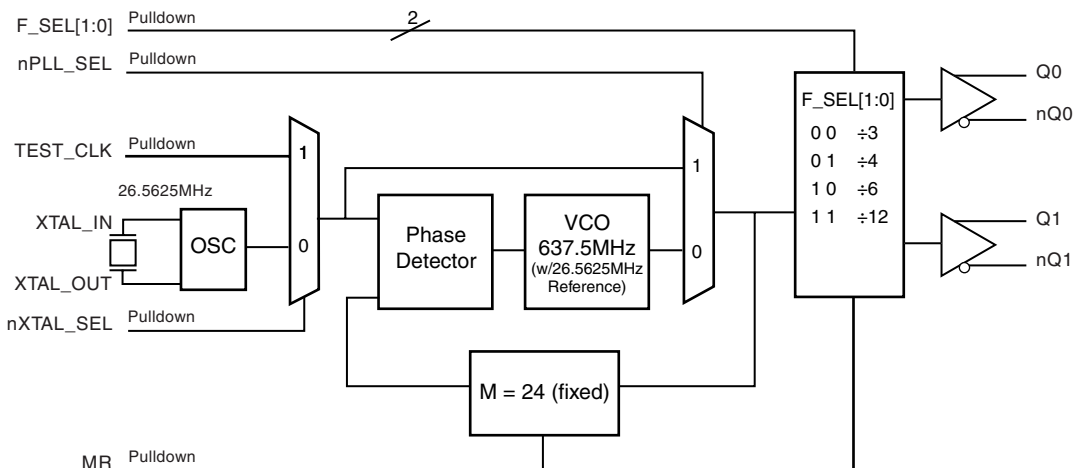 F_SEL[1:0] Pulldown
2
nPLL_SEL Pulldown
TEST_CLK Pulldown
1
0
26.5625MHz
XTAL_IN
OSC
XTAL_OUT
nXTAL_SEL Pulldown
Phase
Detector
VCO
637.5MHz
(w/26.5625MHz
Reference)
1
0
M = 24 (fixed)
MR Pulldown
F_SEL[1:0]
0 0 ÷3
0 1 ÷4
1 0 ÷6
1 1 ÷12
Q0
nQ0
Q1
nQ1